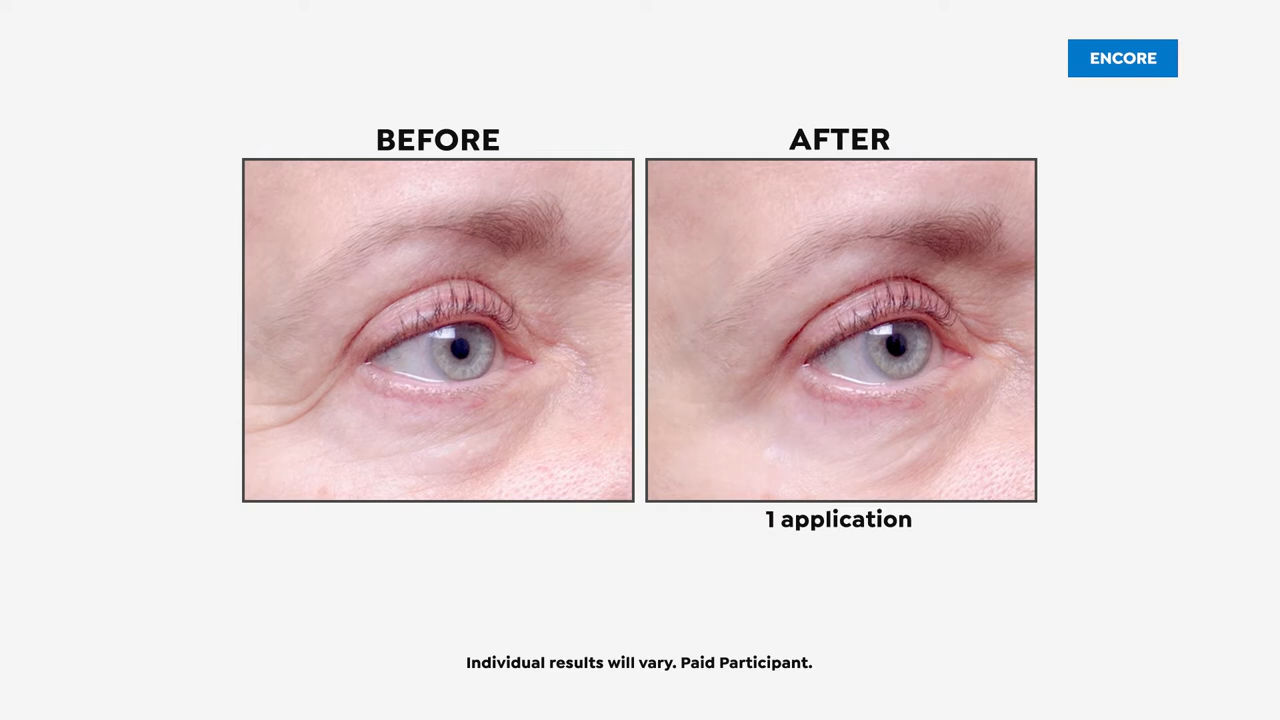 ENCORE
BEFORE
AFTER
1 application
Individual results will vary. Paid Participant.